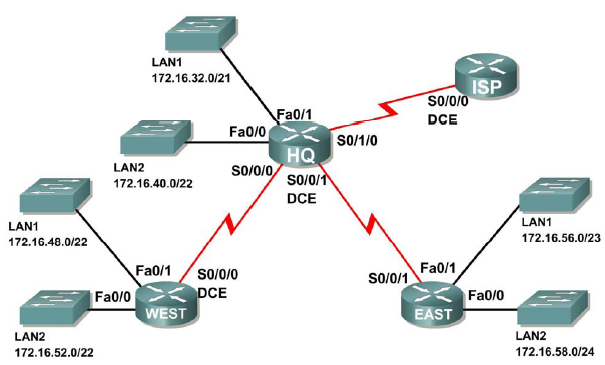 LAN1
172.16.32.0/21
ISP
S0/0/0
DCE
Fa0/1
Fa0/0
S0/1/0
HQ
LAN2
172.16.40.0/22
S0/0/0
S0/0/1
DCE
LAN1
172.16.48.0/22
LAN1
172.16.56.0/23
Fa0/1
S0/0/0
DCE
Fa0/0
WEST
S0/0/1
Fa0/1
Fa0/0
EAST
LAN2
172.16.52.0/22
LAN2
172.16.58.0/24